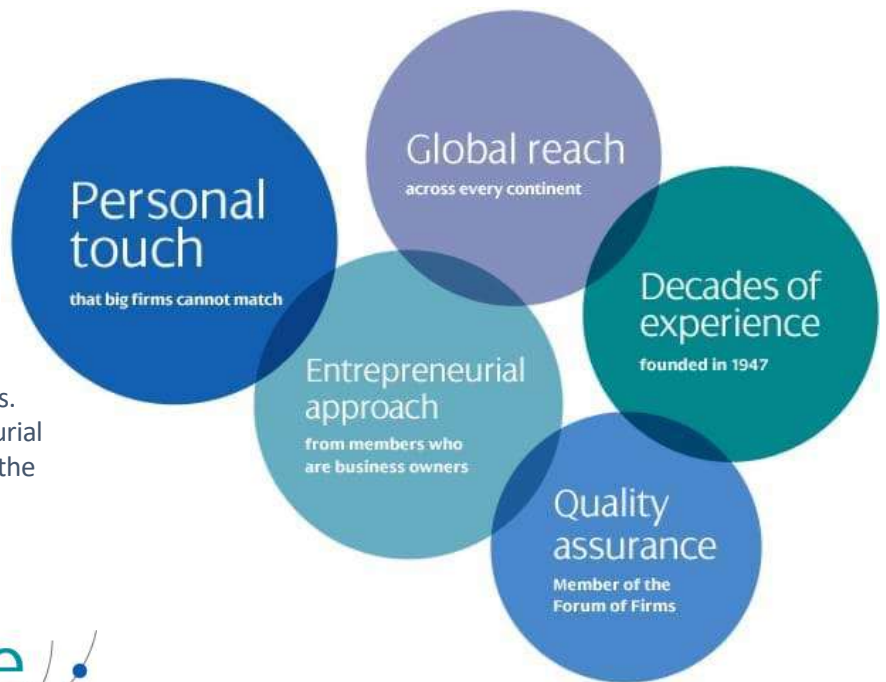 Personal
touch
that big firms cannot match
Global reach
across every continent
Decades of
experience
founded in 1947
Entrepreneurial
approach
from members who
are business owners
Quality
assurance
Member of the
Forum of Firms
the